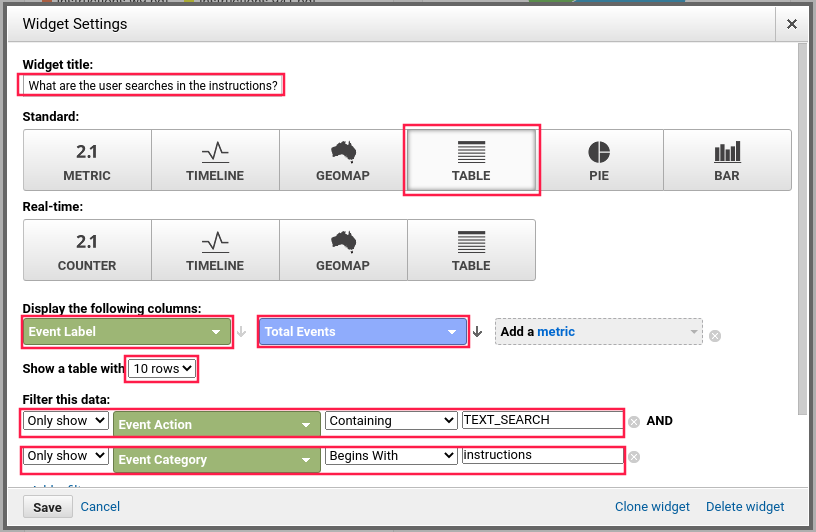 Widget Settings
Widget title:
What are the user searches in the instructions?
Standard:
2.1 METRIC
TIMELINE
GEOMAP
TABLE
PIE
BAR
Real-time:
2.1 COUNTER
TIMELINE
GEOMAP
TABLE
Display the following columns:
Event Label
Total Events
Add a metric
Show a table with 10 rows
Filter this data:
Only show Event Action Containing TEXT_SEARCH AND
Only show Event Category Begins With instructions
Save Cancel Clone widget Delete widget